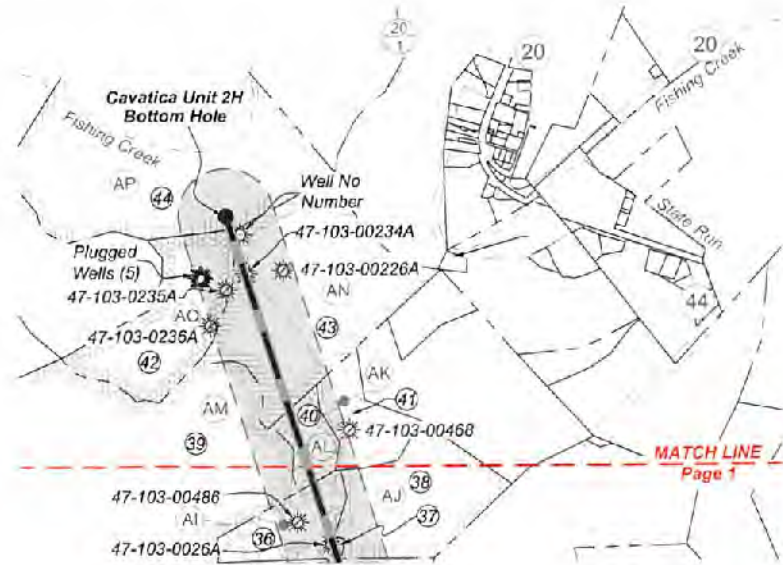 20
1
20
20
Fishing Creek
Cavatica Unit 2H
Bottom Hole
Fishing Creek
AP
44
Well No
Number
State Run
47-103-00234A
Plugged
Wells (5)
47-103-00226A
47-103-0235A
AN
44
AO
43
47-103-0236A
42
AK
AM
40
41
39
47-103-00468
AL
MATCH LINE
Page 1
38
47-103-00486
AJ
37
AI
36
47-103-0026A